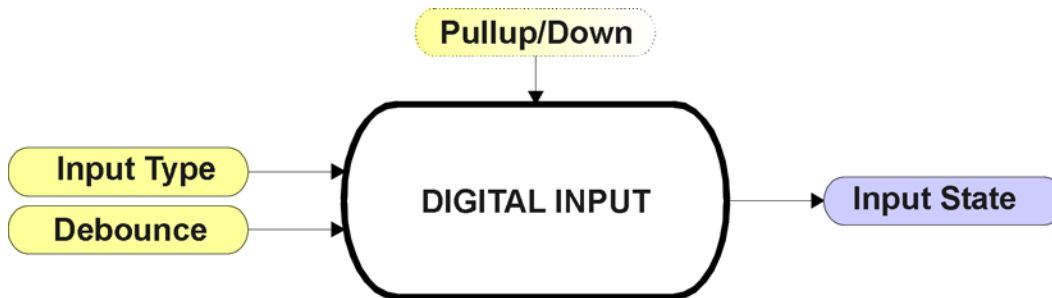 Pullup/Down
Input Type
Debounce
DIGITAL INPUT
Input State